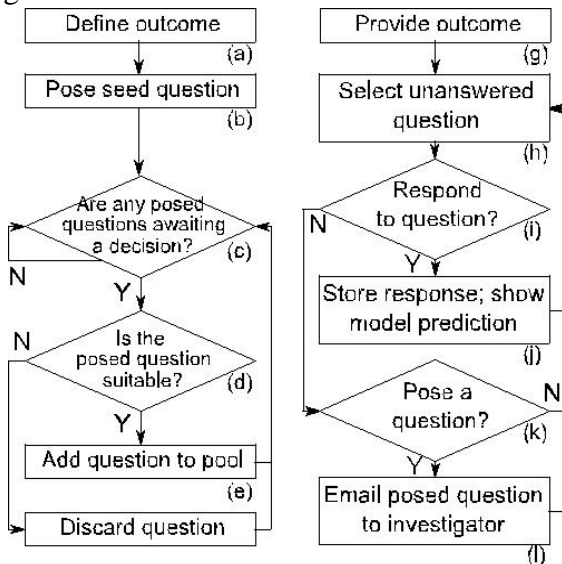 Define outcome
(a)
Pose seed question
(b)
Are any posed
questions awaiting
a decision?
(c)
N
Y
Is the
posed question
suitable?
(d)
N
Y
Add question to pool
(e)
Discard question
Provide outcome
(g)
Select unanswered
question
(h)
Respond
to question?
(i)
N
Y
Store response; show
model prediction
(j)
Pose a
question?
(k)
N
Y
Email posed question
to investigator
(l)